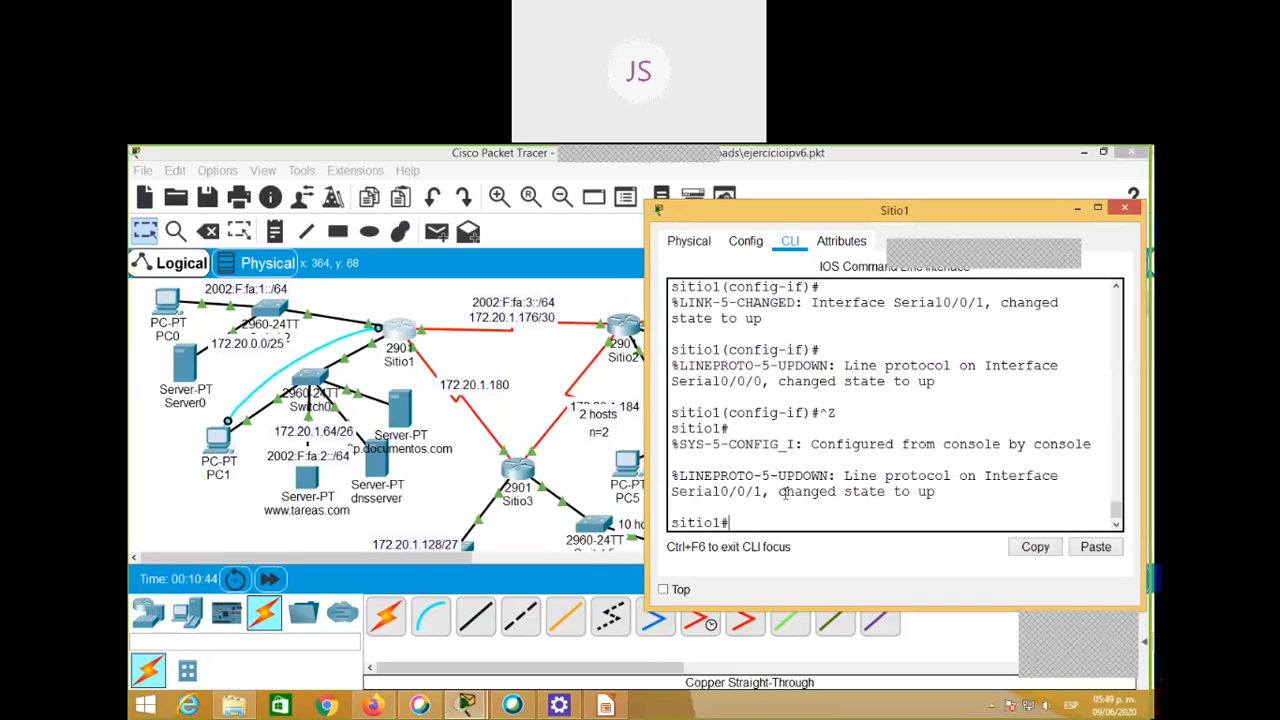 JS
Cisco Packet Tracer -
oads\ejercicioipv6.pkt
File Edit Options View Tools Extensions Help
?
Logical
Physical
x: 364, y: 68
2002:F:fa:1::/64
PC-PT
PC0
2960-24TT
172.20.0.0/25
Server-PT
Server0
2901
Sitio1
2002:F:fa:3::/64
172.20.1.176/30
290
Sitio2
172.20.1.180
172.20.1.184
2 hosts
n=2
2960-24TT
Switch0
172.20.1.64/26
2002:F:fa:2::/64
PC-PT
PC1
Server-PT
p.documentos.com
Server-PT
dnsserver
Server-PT
www.tareas.com
2901
Sitio3
PC-PT
PC5
10 ho
2960-24TT
172.20.1.128/27
Sitio1
Physical Config CLI Attributes
IOS Command Line Interface
sitio1(config-if)#
%LINK-5-CHANGED: Interface Serial0/0/1, changed
state to up
sitio1(config-if)#
%LINEPROTO-5-UPDOWN: Line protocol on Interface
Serial0/0/0, changed state to up
sitio1(config-if)#^Z
sitio1#
%SYS-5-CONFIG_I: Configured from console by console
%LINEPROTO-5-UPDOWN: Line protocol on Interface
Serial0/0/1, changed state to up
sitio1#
Ctrl+F6 to exit CLI focus
Copy
Paste
Top
Time: 00:10:44
Copper Straight-Through
ESP
05:49 p. m.
09/06/2020